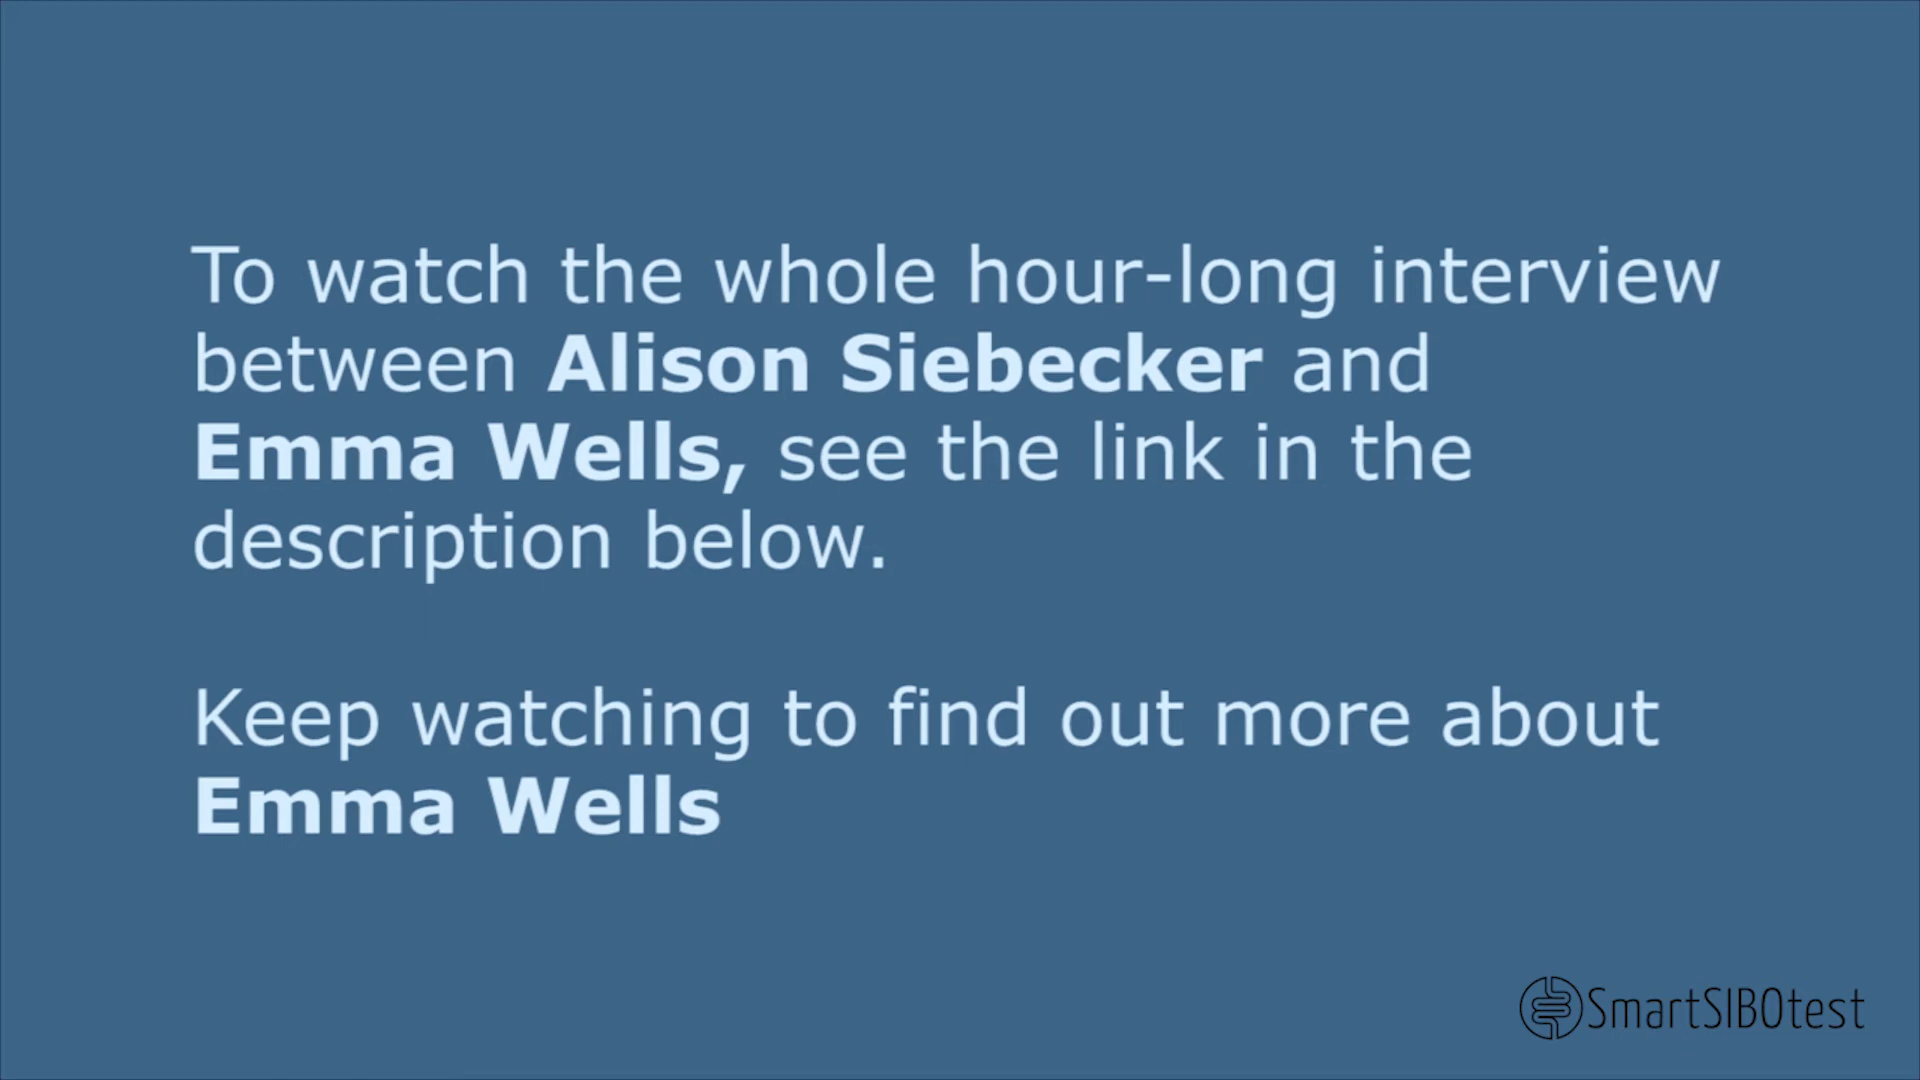 To watch the whole hour-long interview
between Alison Siebecker and
Emma Wells, see the link in the
description below.
Keep watching to find out more about
Emma Wells
SmartSIBOtest